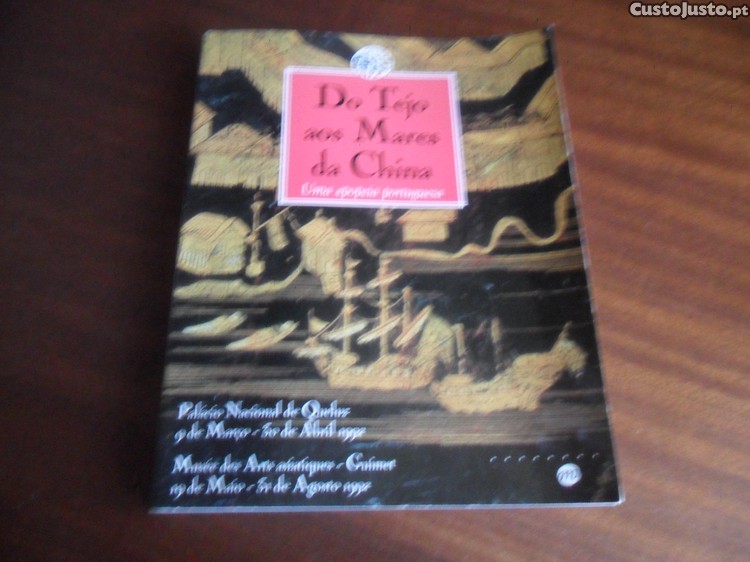 CustoJusto.pt
Do Tejo
aos Mares
da China
Uma epopeia portuguesa
Palácio Nacional de Queluz
9 de Março - 30 de Abril 1992
Musée des Arts asiatiques - Guimet
19 de Maio - 31 de Agosto 1992